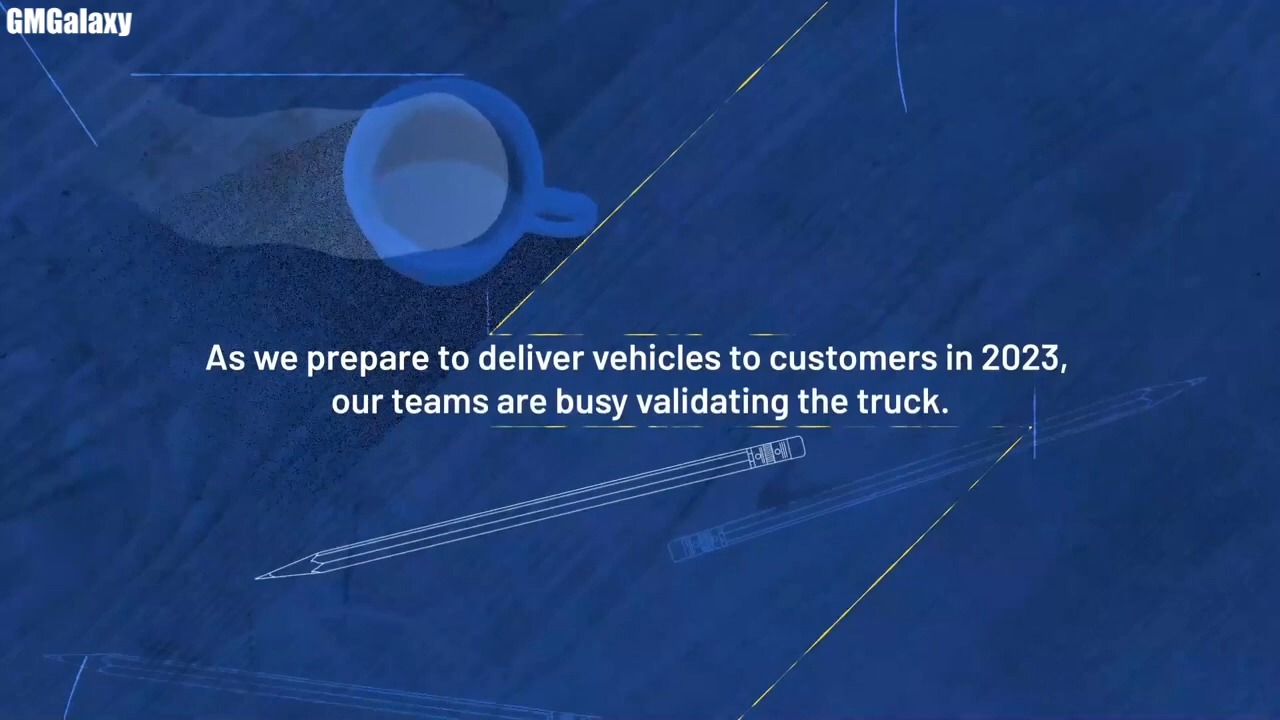 GMGalaxy
As we prepare to deliver vehicles to customers in 2023,
our teams are busy validating the truck.